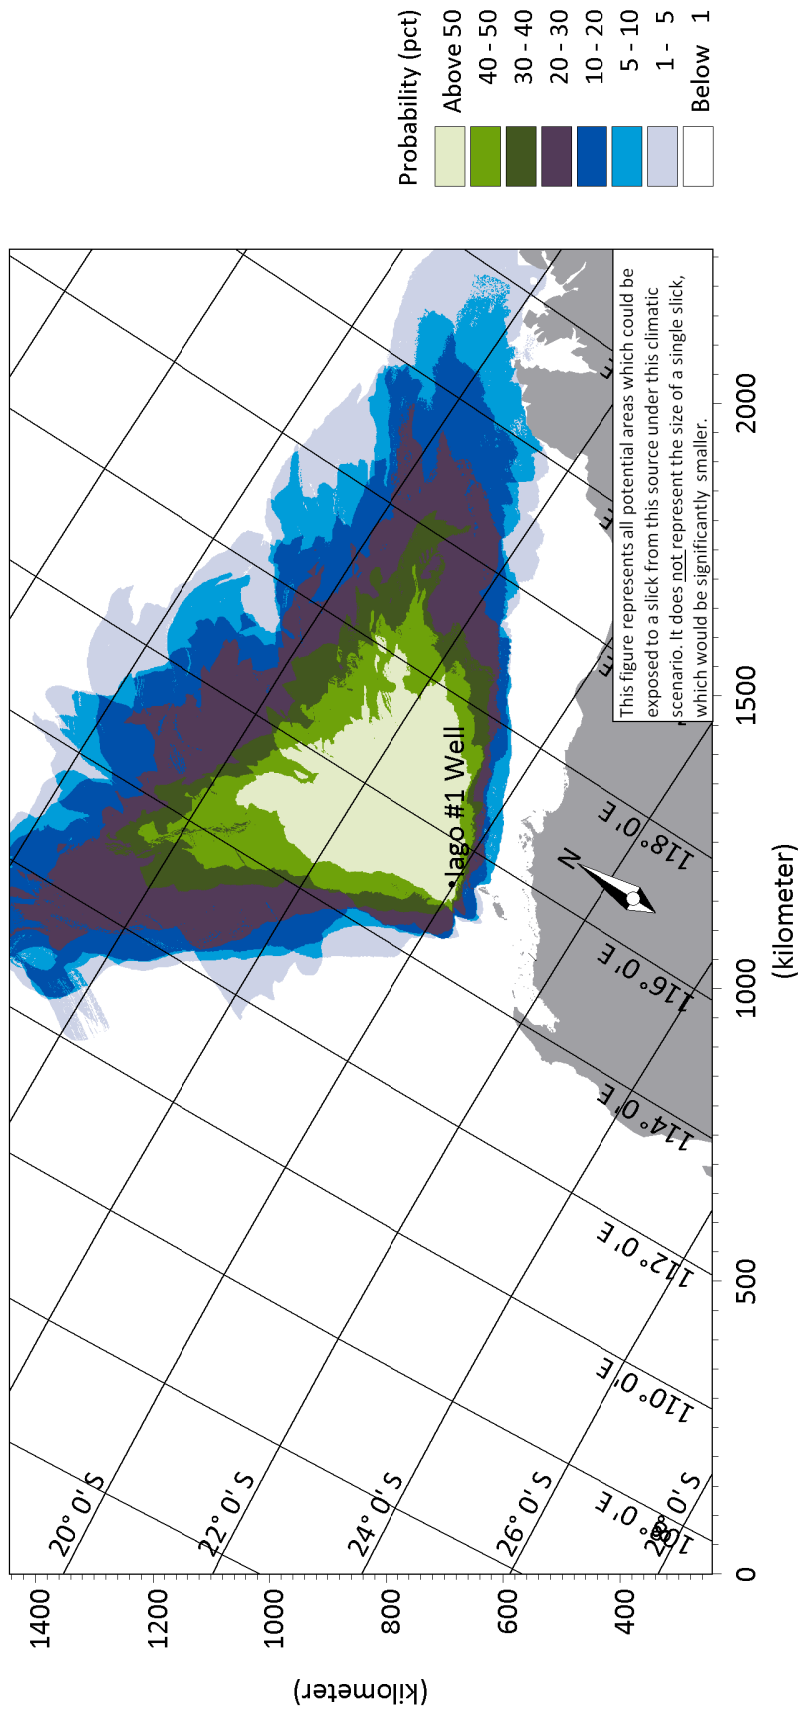 Probability (pct)
Above 50
40 - 50
30 - 40
20 - 30
10 - 20
5 - 10
1 - 5
Below 1
This figure represents all potential areas which could be
exposed to a slick from this source under this climatic
scenario. It does not represent the size of a single slick,
which would be significantly smaller.
Iago #1 Well
N
20° 0' S
22° 0' S
24° 0' S
26° 0' S
28° 0' S
108° 0' E
110° 0' E
112° 0' E
114° 0' E
116° 0' E
118° 0' E
E
E
E
1400
1200
1000
800
600
400
(kilometer)
0
500
1000
1500
2000
(kilometer)